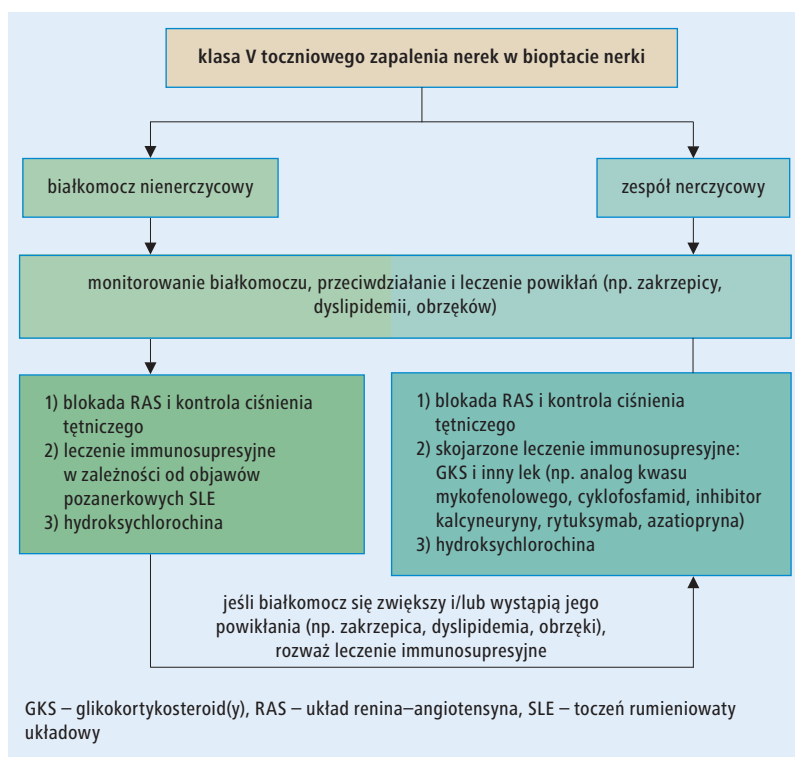 klasa V toczniowego zapalenia nerek w bioptacie nerki
białkomocz nienerczycowy
zespół nerczycowy
monitorowanie białkomoczu, przeciwdziałanie i leczenie powikłań (np. zakrzepicy,
dyslipidemii, obrzęków)
1) blokada RAS i kontrola ciśnienia
tętniczego
2) leczenie immunosupresyjne
w zależności od objawów
pozanerkowych SLE
3) hydroksychlorochina
1) blokada RAS i kontrola ciśnienia
tętniczego
2) skojarzone leczenie immunosupresyjne:
GKS i inny lek (np. analog kwasu
mykofenolowego, cyklofosfamid, inhibitor
kalcyneuryny, rytuksymab, azatiopryna)
3) hydroksychlorochina
jeśli białkomocz się zwiększy i/lub wystąpią jego
powikłania (np. zakrzepica, dyslipidemia, obrzęki),
rozważ leczenie immunosupresyjne
GKS – glikokortykosteroid(y), RAS – układ renina–angiotensyna, SLE – toczeń rumieniowaty
układowy